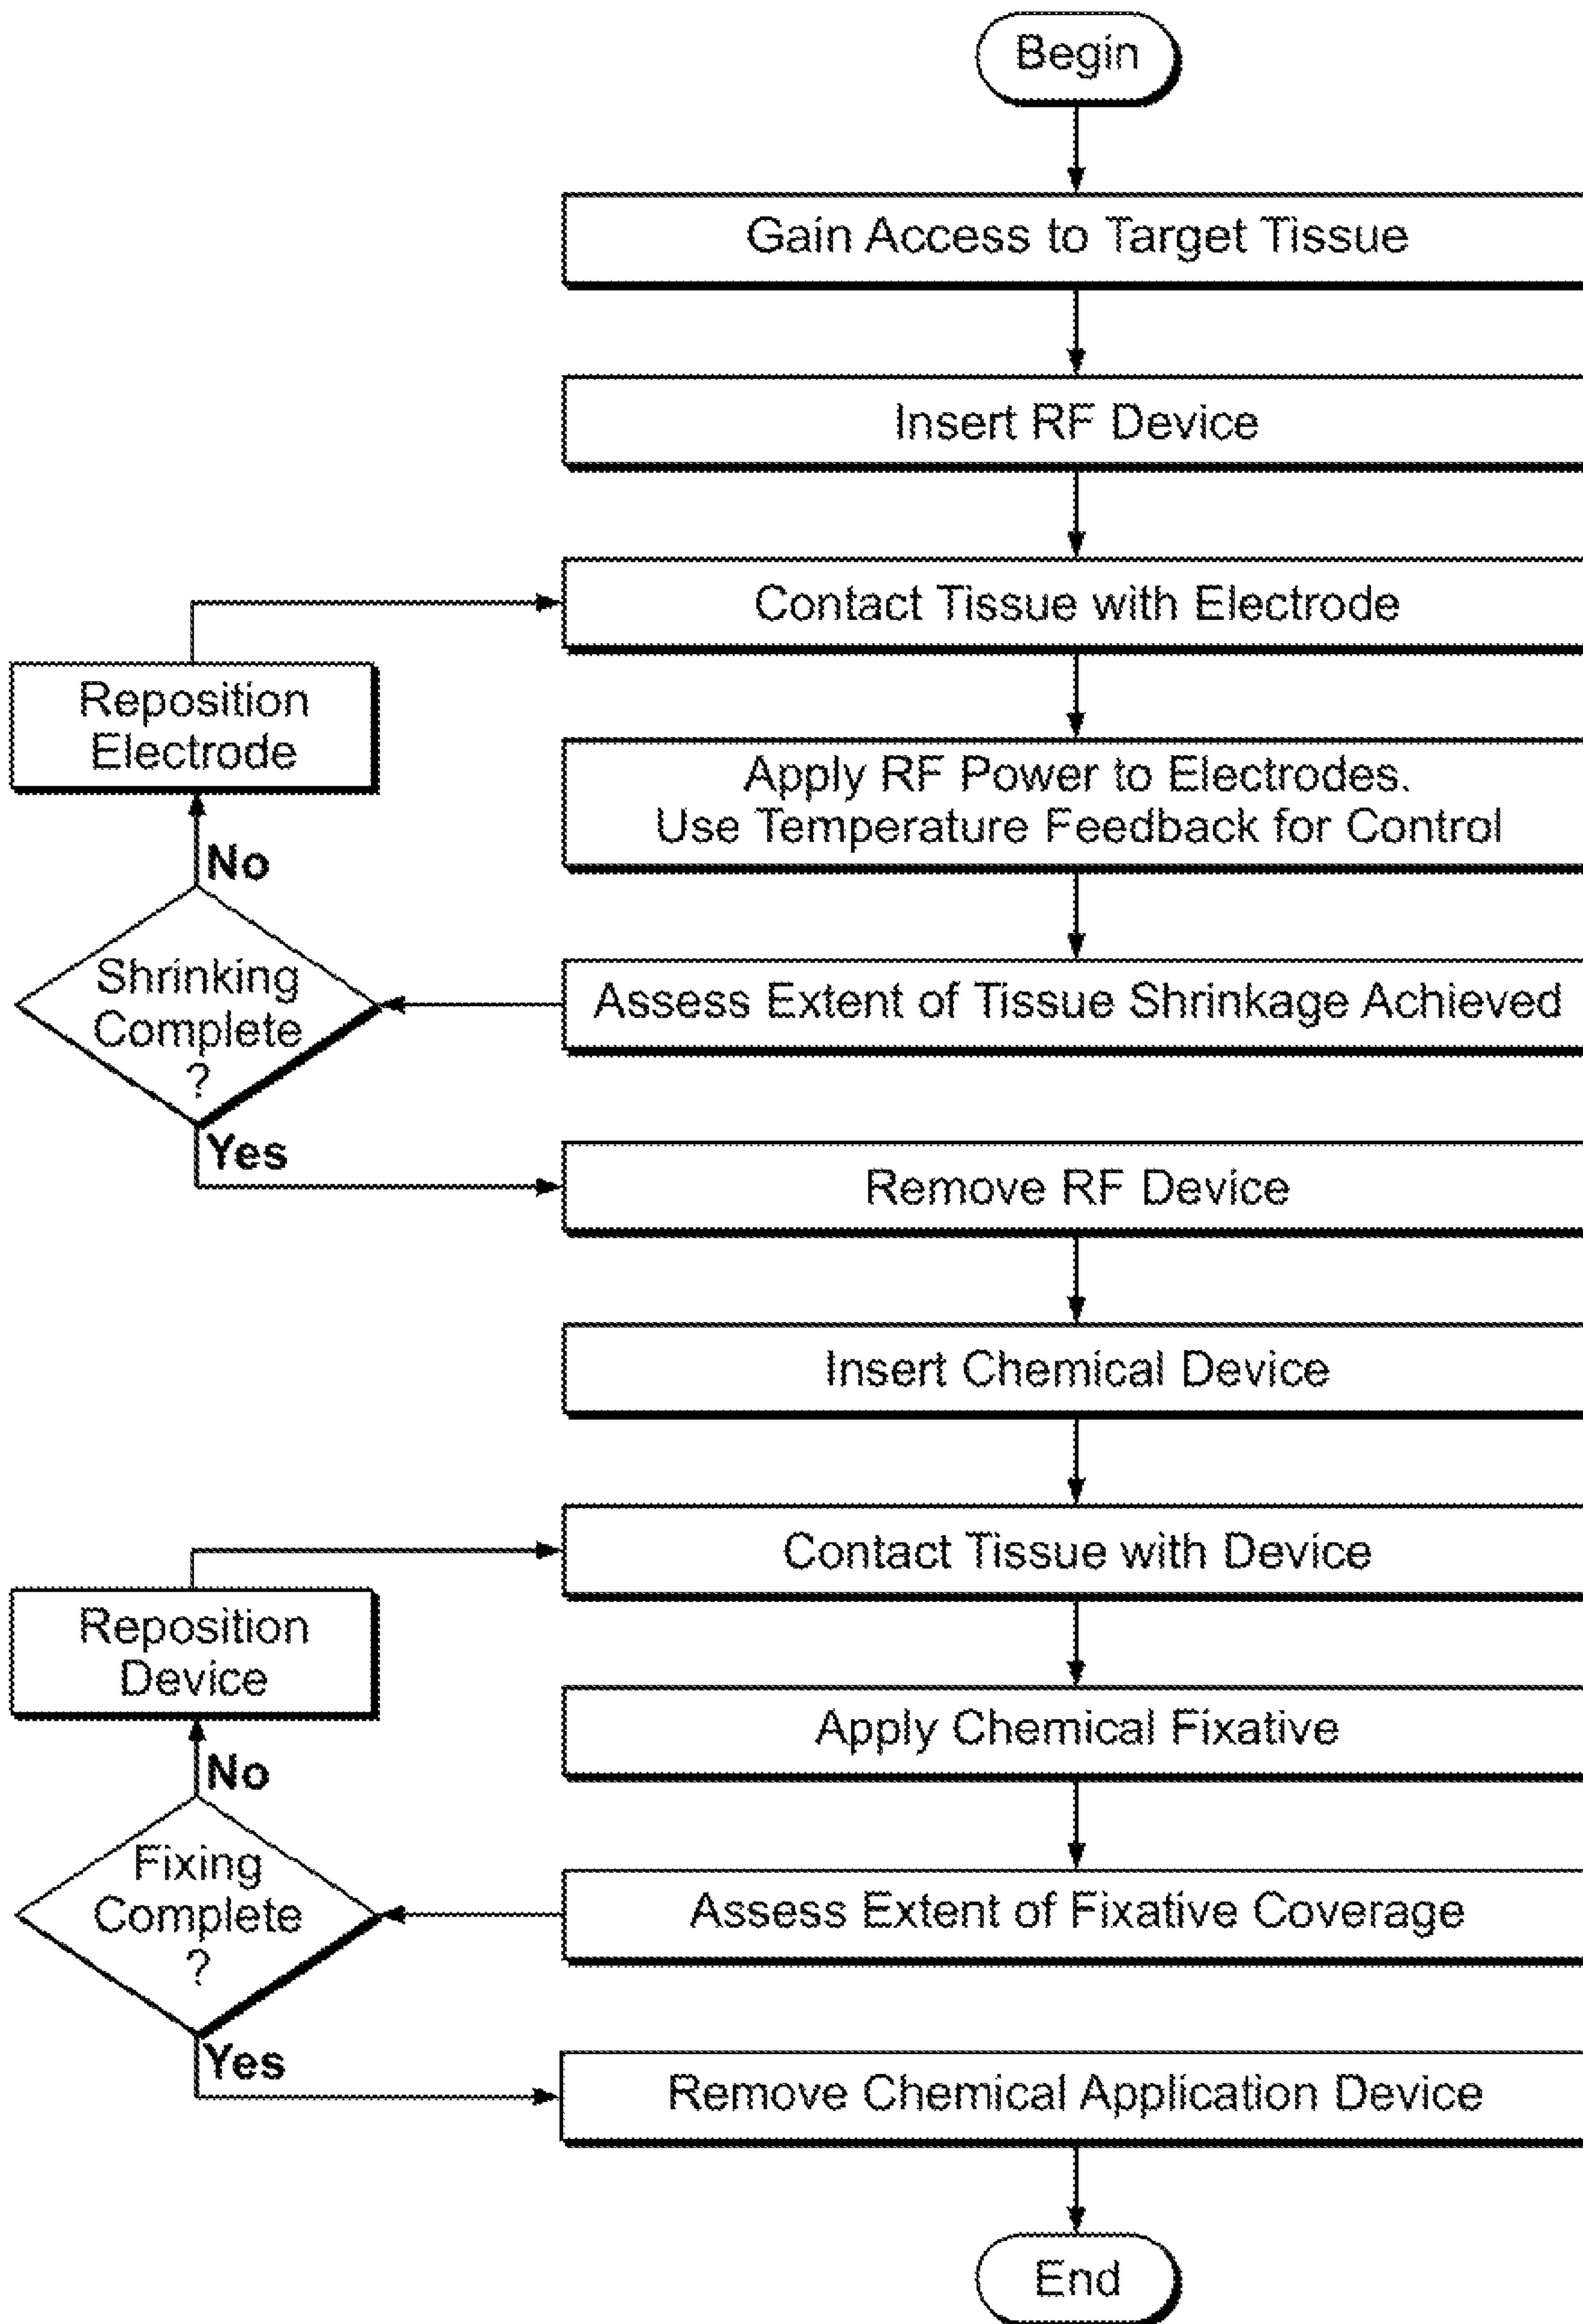 Begin
Gain Access to Target Tissue
Insert RF Device
Contact Tissue with Electrode
Reposition
Electrode
Apply RF Power to Electrodes.
Use Temperature Feedback for Control
No
Shrinking
Complete
?
Assess Extent of Tissue Shrinkage Achieved
Yes
Remove RF Device
Insert Chemical Device
Contact Tissue with Device
Reposition
Device
Apply Chemical Fixative
No
Fixing
Complete
?
Assess Extent of Fixative Coverage
Yes
Remove Chemical Application Device
End